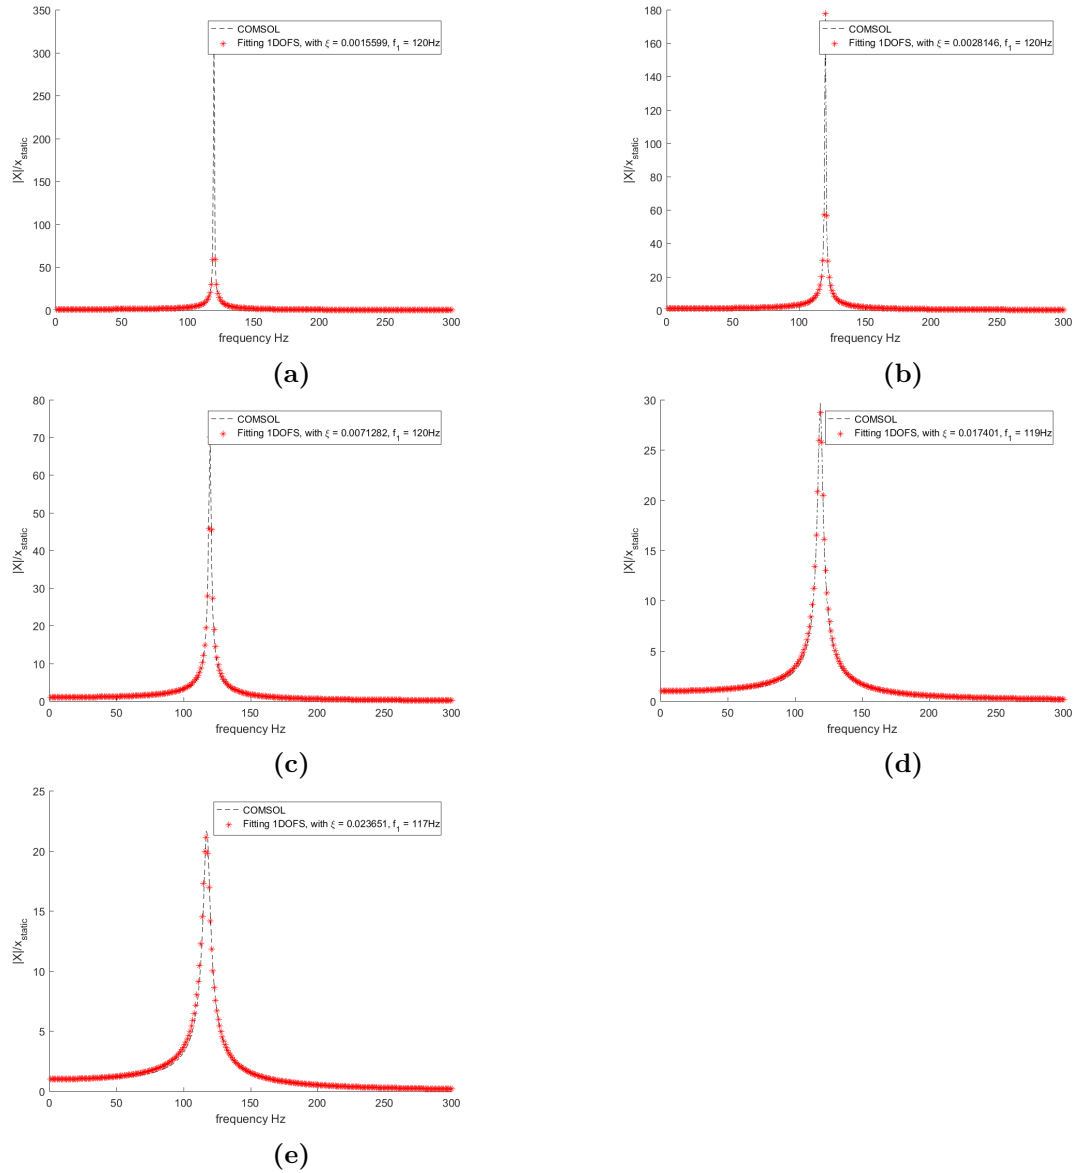 350
300
250
200
150
100
50
0
|X|/x_static
COMSOL
Fitting 1DOFS, with ξ = 0.0015599, f_1 = 120Hz
0 50 100 150 200 250 300
frequency Hz
(a)
180
160
140
120
100
80
60
40
20
0
|X|/x_static
COMSOL
Fitting 1DOFS, with ξ = 0.0028146, f_1 = 120Hz
0 50 100 150 200 250 300
frequency Hz
(b)
80
70
60
50
40
30
20
10
0
|X|/x_static
COMSOL
Fitting 1DOFS, with ξ = 0.0071282, f_1 = 120Hz
0 50 100 150 200 250 300
frequency Hz
(c)
30
25
20
15
10
5
0
|X|/x_static
COMSOL
Fitting 1DOFS, with ξ = 0.017401, f_1 = 119Hz
0 50 100 150 200 250 300
frequency Hz
(d)
25
20
15
10
5
0
|X|/x_static
COMSOL
Fitting 1DOFS, with ξ = 0.023651, f_1 = 117Hz
0 50 100 150 200 250 300
frequency Hz
(e)